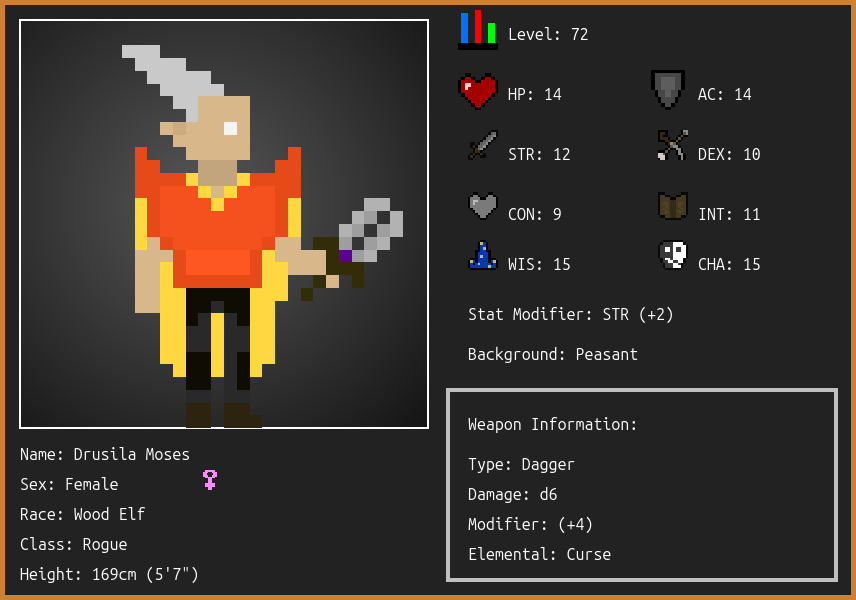 Level: 72
HP: 14
AC: 14
STR: 12
DEX: 10
CON: 9
INT: 11
WIS: 15
CHA: 15
Stat Modifier: STR (+2)
Background: Peasant
Weapon Information:
Type: Dagger
Damage: d6
Modifier: (+4)
Elemental: Curse
Name: Drusila Moses
Sex: Female
Race: Wood Elf
Class: Rogue
Height: 169cm (5'7")